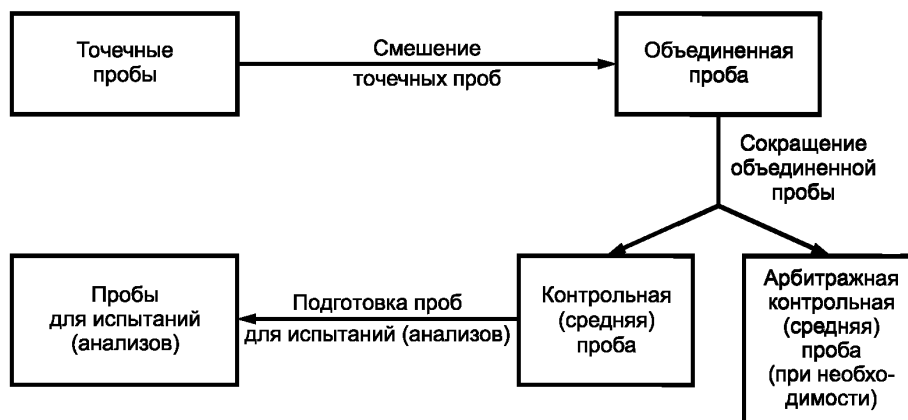 Точечные
пробы
Смешение
точечных проб
Объединенная
проба
Сокращение
объединенной
пробы
Пробы
для испытаний
(анализов)
Подготовка проб
для испытаний (анализов)
Контрольная
(средняя)
проба
Арбитражная
контрольная
(средняя)
проба
(при необхо-
димости)